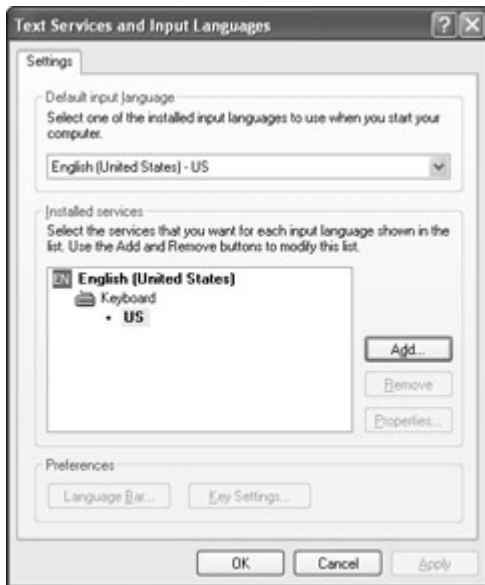 Text Services and Input Languages
Settings
Default input language
Select one of the installed input languages to use when you start your
computer.
English (United States) - US
Installed services
Select the services that you want for each input language shown in the
list. Use the Add and Remove buttons to modify this list.
EN English (United States)
Keyboard
• US
Add...
Remove
Properties...
Preferences
Language Bar...
Key Settings...
OK
Cancel
Apply